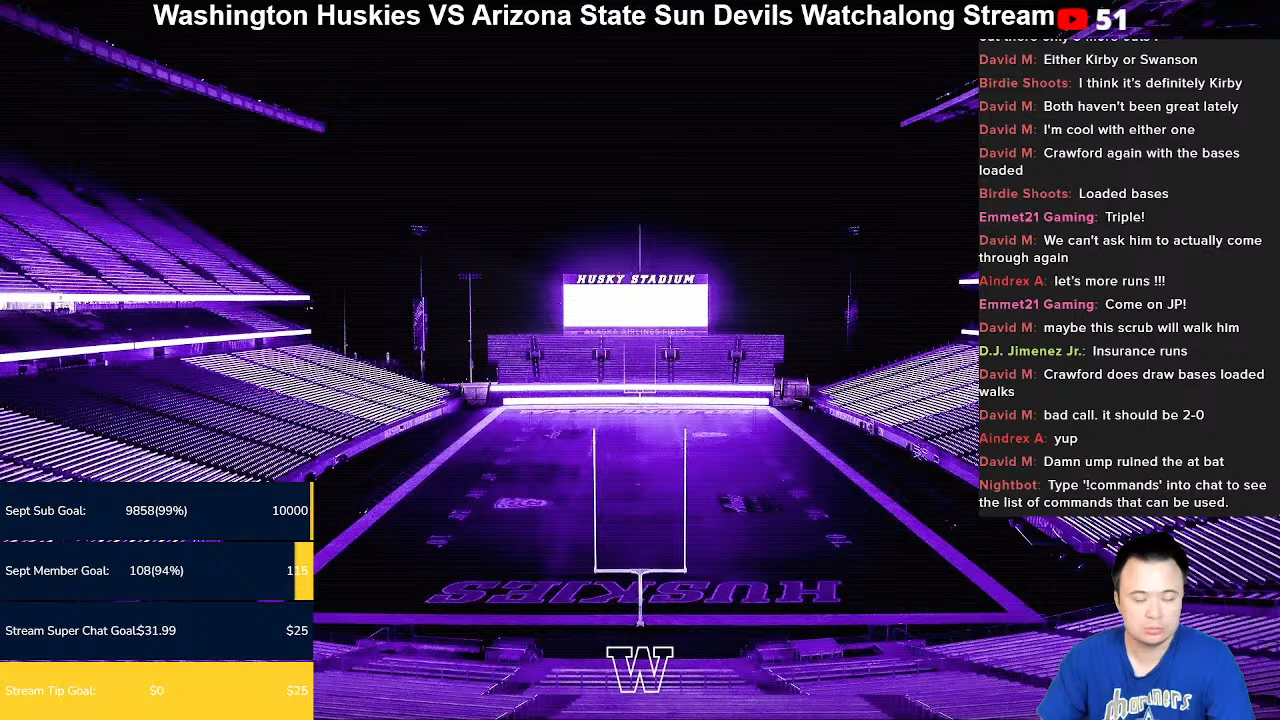 Washington Huskies VS Arizona State Sun Devils Watchalong Stream 51
David M: Either Kirby or Swanson
Birdie Shoots: I think it's definitely Kirby
David M: Both haven't been great lately
David M: I'm cool with either one
David M: Crawford again with the bases
loaded
Birdie Shoots: Loaded bases
Emmet21 Gaming: Triple!
David M: We can't ask him to actually come
through again
Aindrex A: let's more runs !!!
Emmet21 Gaming: Come on JP!
David M: maybe this scrub will walk him
D.J. Jimenez Jr.: Insurance runs
David M: Crawford does draw bases loaded
walks
David M: bad call. it should be 2-0
Aindrex A: yup
David M: Damn ump ruined the at bat
Nightbot: Type '!commands' into chat to see
the list of commands that can be used.
HUSKY STADIUM
ALASKA AIRLINES FIELD
HUSKIES
W
Sept Sub Goal: 9858(99%) 10000
Sept Member Goal: 108(94%) 115
Stream Super Chat Goal:$31.99 $25
Stream Tip Goal: $0 $25
Mariners